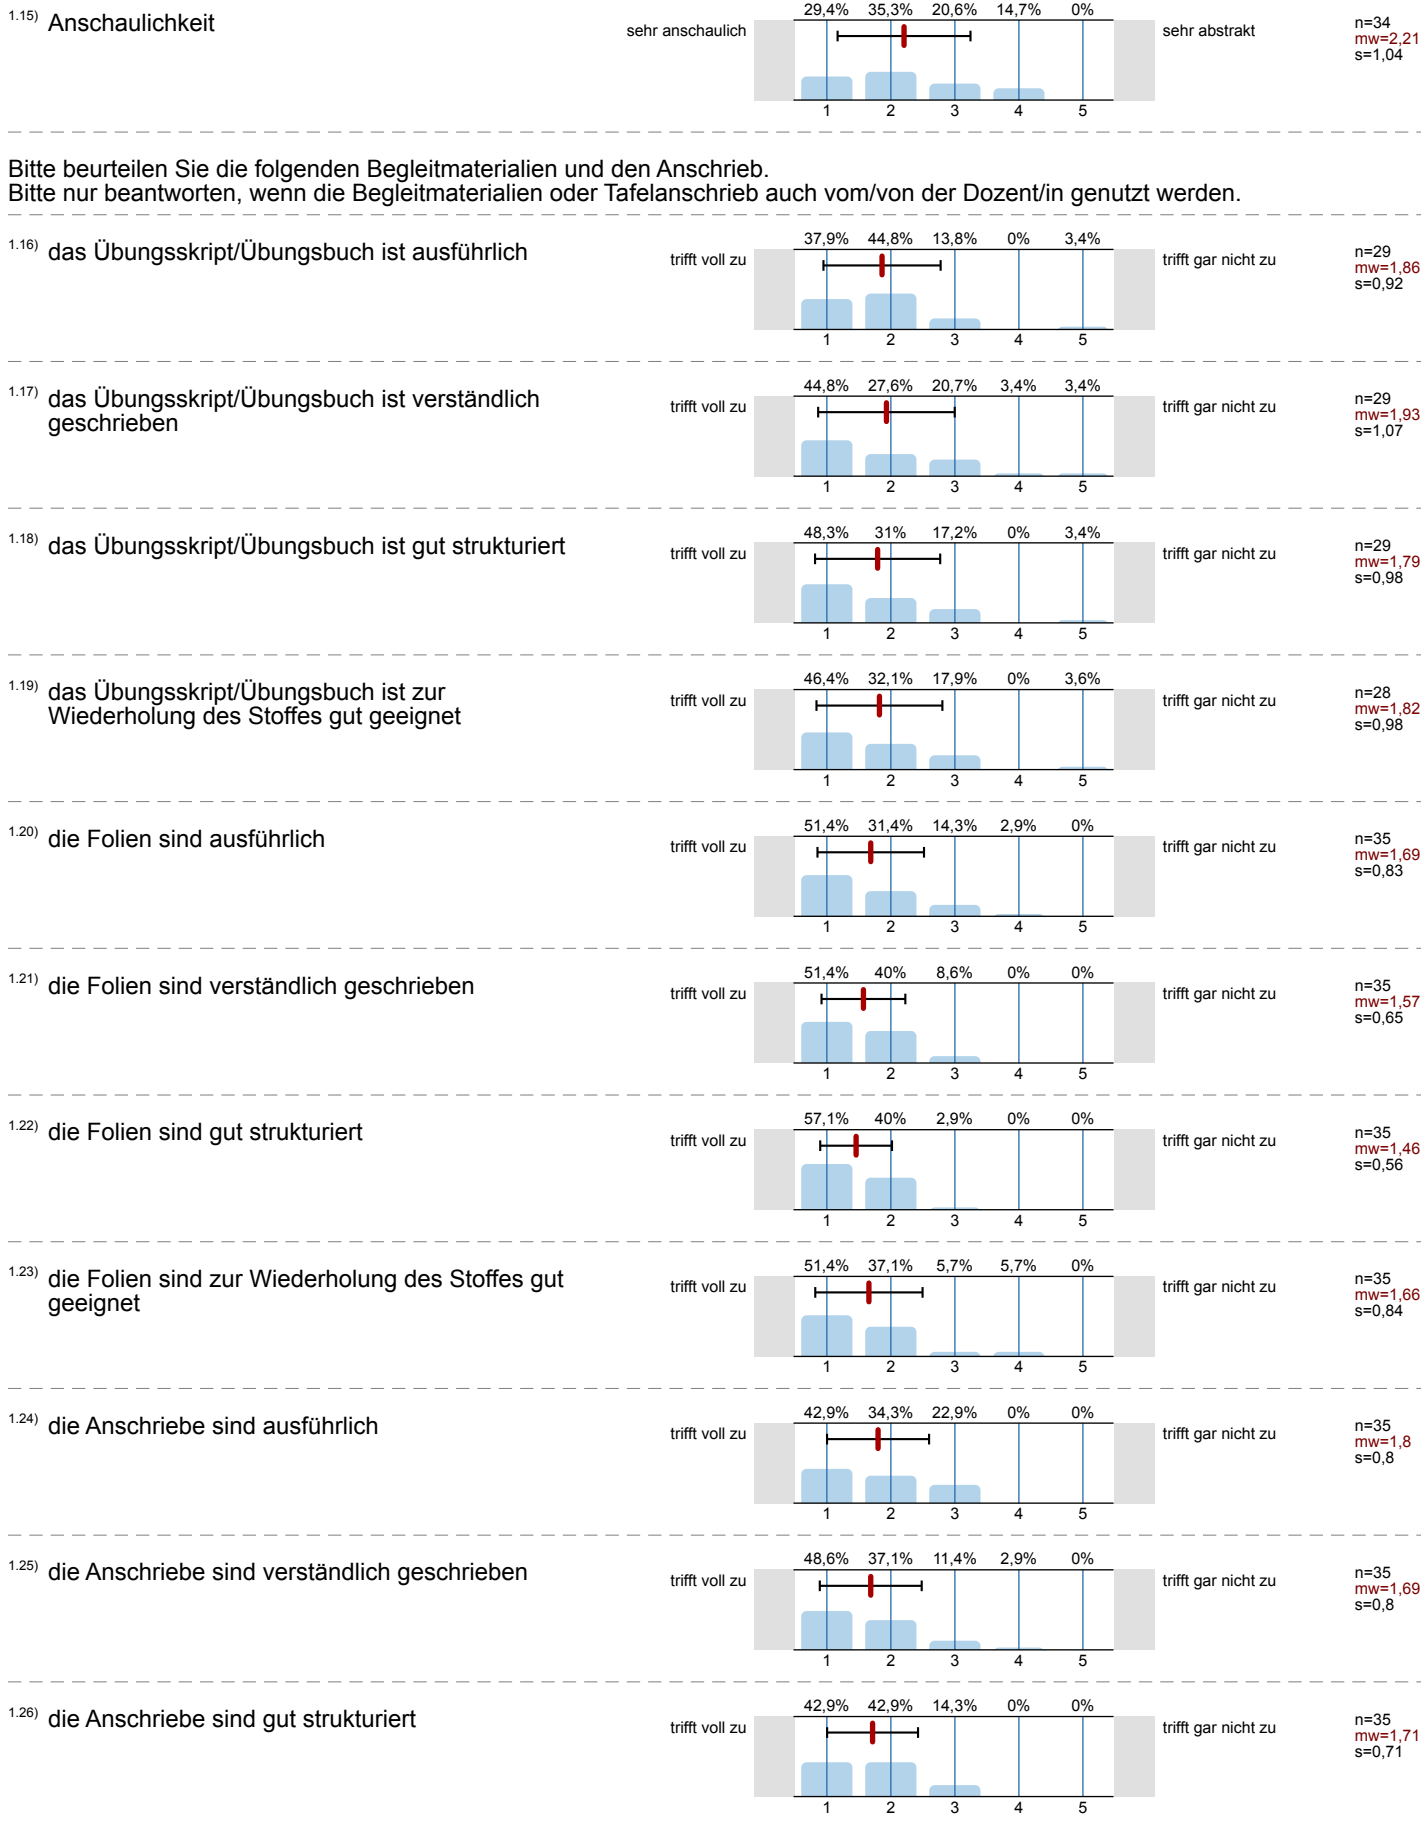 1.15) Anschaulichkeit
29,4% 35,3% 20,6% 14,7% 0%
sehr anschaulich
sehr abstrakt
n=34
mw=2,21
s=1,04
1 2 3 4 5
Bitte beurteilen Sie die folgenden Begleitmaterialien und den Anschrieb.
Bitte nur beantworten, wenn die Begleitmaterialien oder Tafelanschrieb auch vom/von der Dozent/in genutzt werden.
1.16) das Übungsskript/Übungsbuch ist ausführlich
37,9% 44,8% 13,8% 0% 3,4%
trifft voll zu
trifft gar nicht zu
n=29
mw=1,86
s=0,92
1 2 3 4 5
1.17) das Übungsskript/Übungsbuch ist verständlich
geschrieben
44,8% 27,6% 20,7% 3,4% 3,4%
trifft voll zu
trifft gar nicht zu
n=29
mw=1,93
s=1,07
1 2 3 4 5
1.18) das Übungsskript/Übungsbuch ist gut strukturiert
48,3% 31% 17,2% 0% 3,4%
trifft voll zu
trifft gar nicht zu
n=29
mw=1,79
s=0,98
1 2 3 4 5
1.19) das Übungsskript/Übungsbuch ist zur
Wiederholung des Stoffes gut geeignet
46,4% 32,1% 17,9% 0% 3,6%
trifft voll zu
trifft gar nicht zu
n=28
mw=1,82
s=0,98
1 2 3 4 5
1.20) die Folien sind ausführlich
51,4% 31,4% 14,3% 2,9% 0%
trifft voll zu
trifft gar nicht zu
n=35
mw=1,69
s=0,83
1 2 3 4 5
1.21) die Folien sind verständlich geschrieben
51,4% 40% 8,6% 0% 0%
trifft voll zu
trifft gar nicht zu
n=35
mw=1,57
s=0,65
1 2 3 4 5
1.22) die Folien sind gut strukturiert
57,1% 40% 2,9% 0% 0%
trifft voll zu
trifft gar nicht zu
n=35
mw=1,46
s=0,56
1 2 3 4 5
1.23) die Folien sind zur Wiederholung des Stoffes gut
geeignet
51,4% 37,1% 5,7% 5,7% 0%
trifft voll zu
trifft gar nicht zu
n=35
mw=1,66
s=0,84
1 2 3 4 5
1.24) die Anschriebe sind ausführlich
42,9% 34,3% 22,9% 0% 0%
trifft voll zu
trifft gar nicht zu
n=35
mw=1,8
s=0,8
1 2 3 4 5
1.25) die Anschriebe sind verständlich geschrieben
48,6% 37,1% 11,4% 2,9% 0%
trifft voll zu
trifft gar nicht zu
n=35
mw=1,69
s=0,8
1 2 3 4 5
1.26) die Anschriebe sind gut strukturiert
42,9% 42,9% 14,3% 0% 0%
trifft voll zu
trifft gar nicht zu
n=35
mw=1,71
s=0,71
1 2 3 4 5